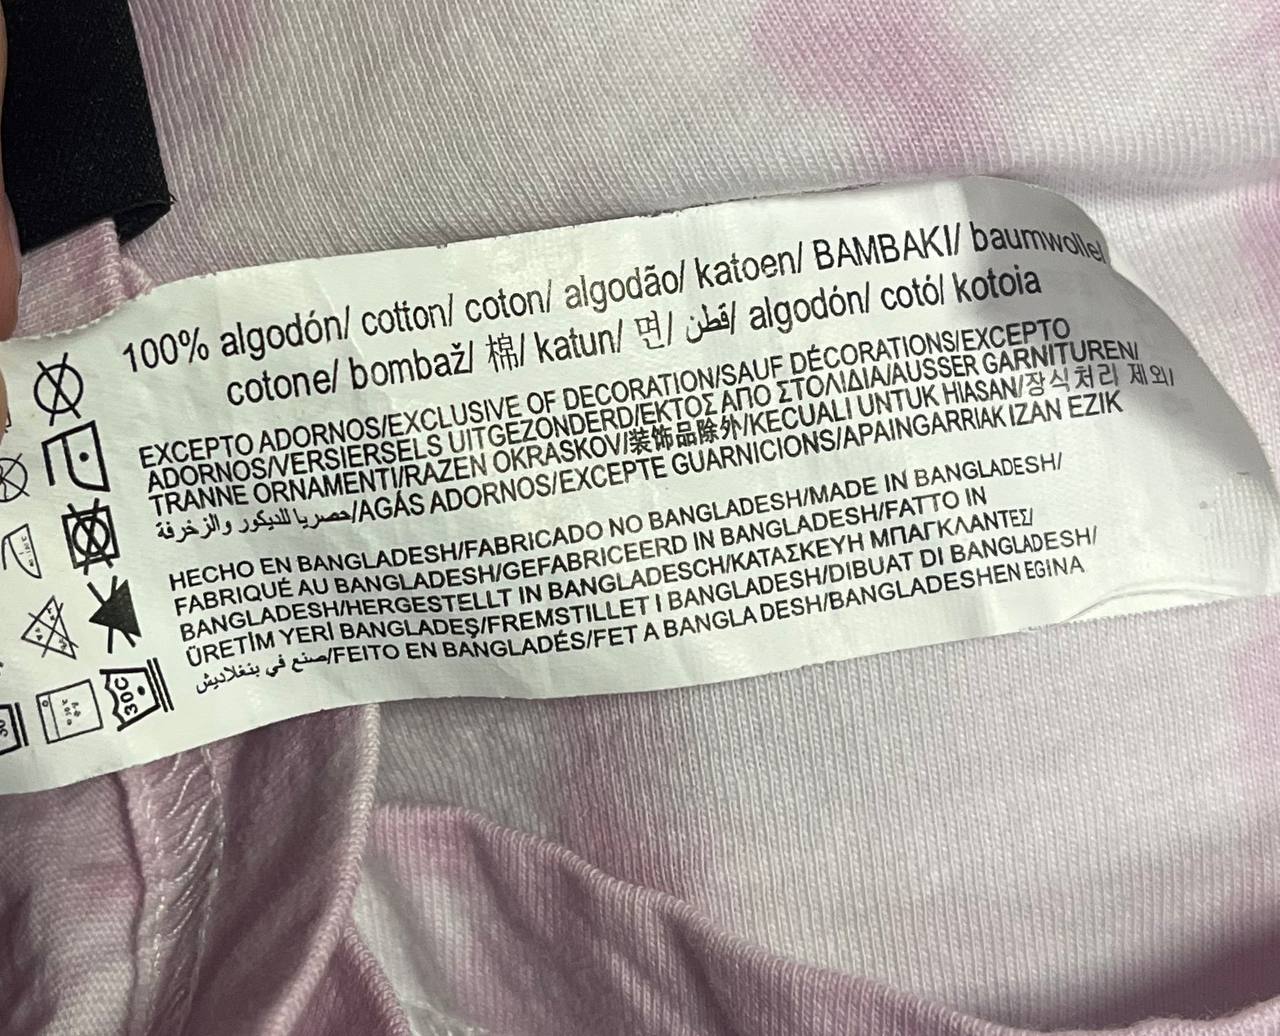 100% algodón/ cotton/ coton/ algodão/ katoen/ BAMBAKI/ baumwolle/
cotone/ bombaž/ 棉/ katun/ 면/ قطن/ algodón/ cotó/ kotoia
EXCEPTO ADORNOS/EXCLUSIVE OF DECORATION/SAUF DÉCORATIONS/EXCEPTO
ADORNOS/VERSIERSELS UITGEZONDERD/ΕΚΤΟΣ ΑΠΟ ΣΤΟΛΙΔΙΑ/AUSSER GARNITUREN/
TRANNE ORNAMENTI/RAZEN OKRASKOV/装饰品除外/KECUALI UNTUK HIASAN/장식처리 제외/
حصريا للديكور والزخرفة/AGÁS ADORNOS/EXCEPTE GUARNICIONS/APAINGARRIAK IZAN EZIK
HECHO EN BANGLADESH/FABRICADO NO BANGLADESH/MADE IN BANGLADESH/
FABRIQUÉ AU BANGLADESH/GEFABRICEERD IN BANGLADESH/FATTO IN
BANGLADESH/HERGESTELLT IN BANGLADESCH/ΚΑΤΑΣΚΕΥΗ ΜΠΑΓΚΛΑΝΤΕΣ/
ÜRETİM YERİ BANGLADEŞ/FREMSTILLET I BANGLADESH/DIBUAT DI BANGLADESH/
صنع في بنغلاديش/FEITO EN BANGLADÉS/FET A BANGLA DESH/BANGLADESHEN EGINA
30C
30